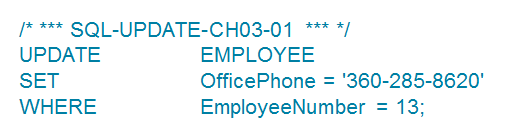 /* *** SQL-UPDATE-CH03-01 *** */
UPDATE EMPLOYEE
SET OfficePhone = '360-285-8620'
WHERE EmployeeNumber = 13;